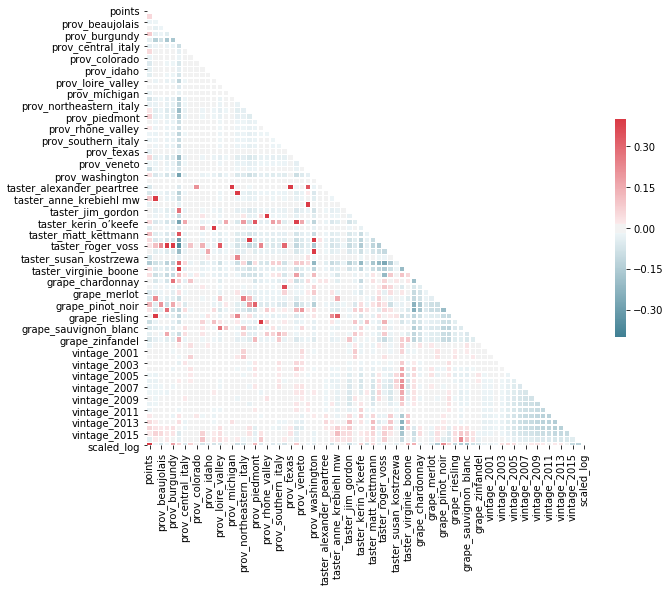 points
prov_beaujolais
prov_burgundy
prov_central_italy
prov_colorado
prov_idaho
prov_loire_valley
prov_michigan
prov_northeastern_italy
prov_piedmont
prov_rhône_valley
prov_southern_italy
prov_texas
prov_veneto
prov_washington
taster_alexander_peartree
taster_anne_krebiehl mw
taster_jim_gordon
taster_kerin_o’keefe
taster_matt_kettmann
taster_roger_voss
taster_susan_kostrzewa
taster_virginie_boone
grape_chardonnay
grape_merlot
grape_pinot_noir
grape_riesling
grape_sauvignon_blanc
grape_zinfandel
vintage_2001
vintage_2003
vintage_2005
vintage_2007
vintage_2009
vintage_2011
vintage_2013
vintage_2015
scaled_log
points
prov_beaujolais
prov_burgundy
prov_central_italy
prov_colorado
prov_idaho
prov_loire_valley
prov_michigan
prov_northeastern_italy
prov_piedmont
prov_rhône_valley
prov_southern_italy
prov_texas
prov_veneto
prov_washington
taster_alexander_peartree
taster_anne_krebiehl mw
taster_jim_gordon
taster_kerin_o’keefe
taster_matt_kettmann
taster_roger_voss
taster_susan_kostrzewa
taster_virginie_boone
grape_chardonnay
grape_merlot
grape_pinot_noir
grape_riesling
grape_sauvignon_blanc
grape_zinfandel
vintage_2001
vintage_2003
vintage_2005
vintage_2007
vintage_2009
vintage_2011
vintage_2013
vintage_2015
scaled_log
0.30
0.15
0.00
−0.15
−0.30